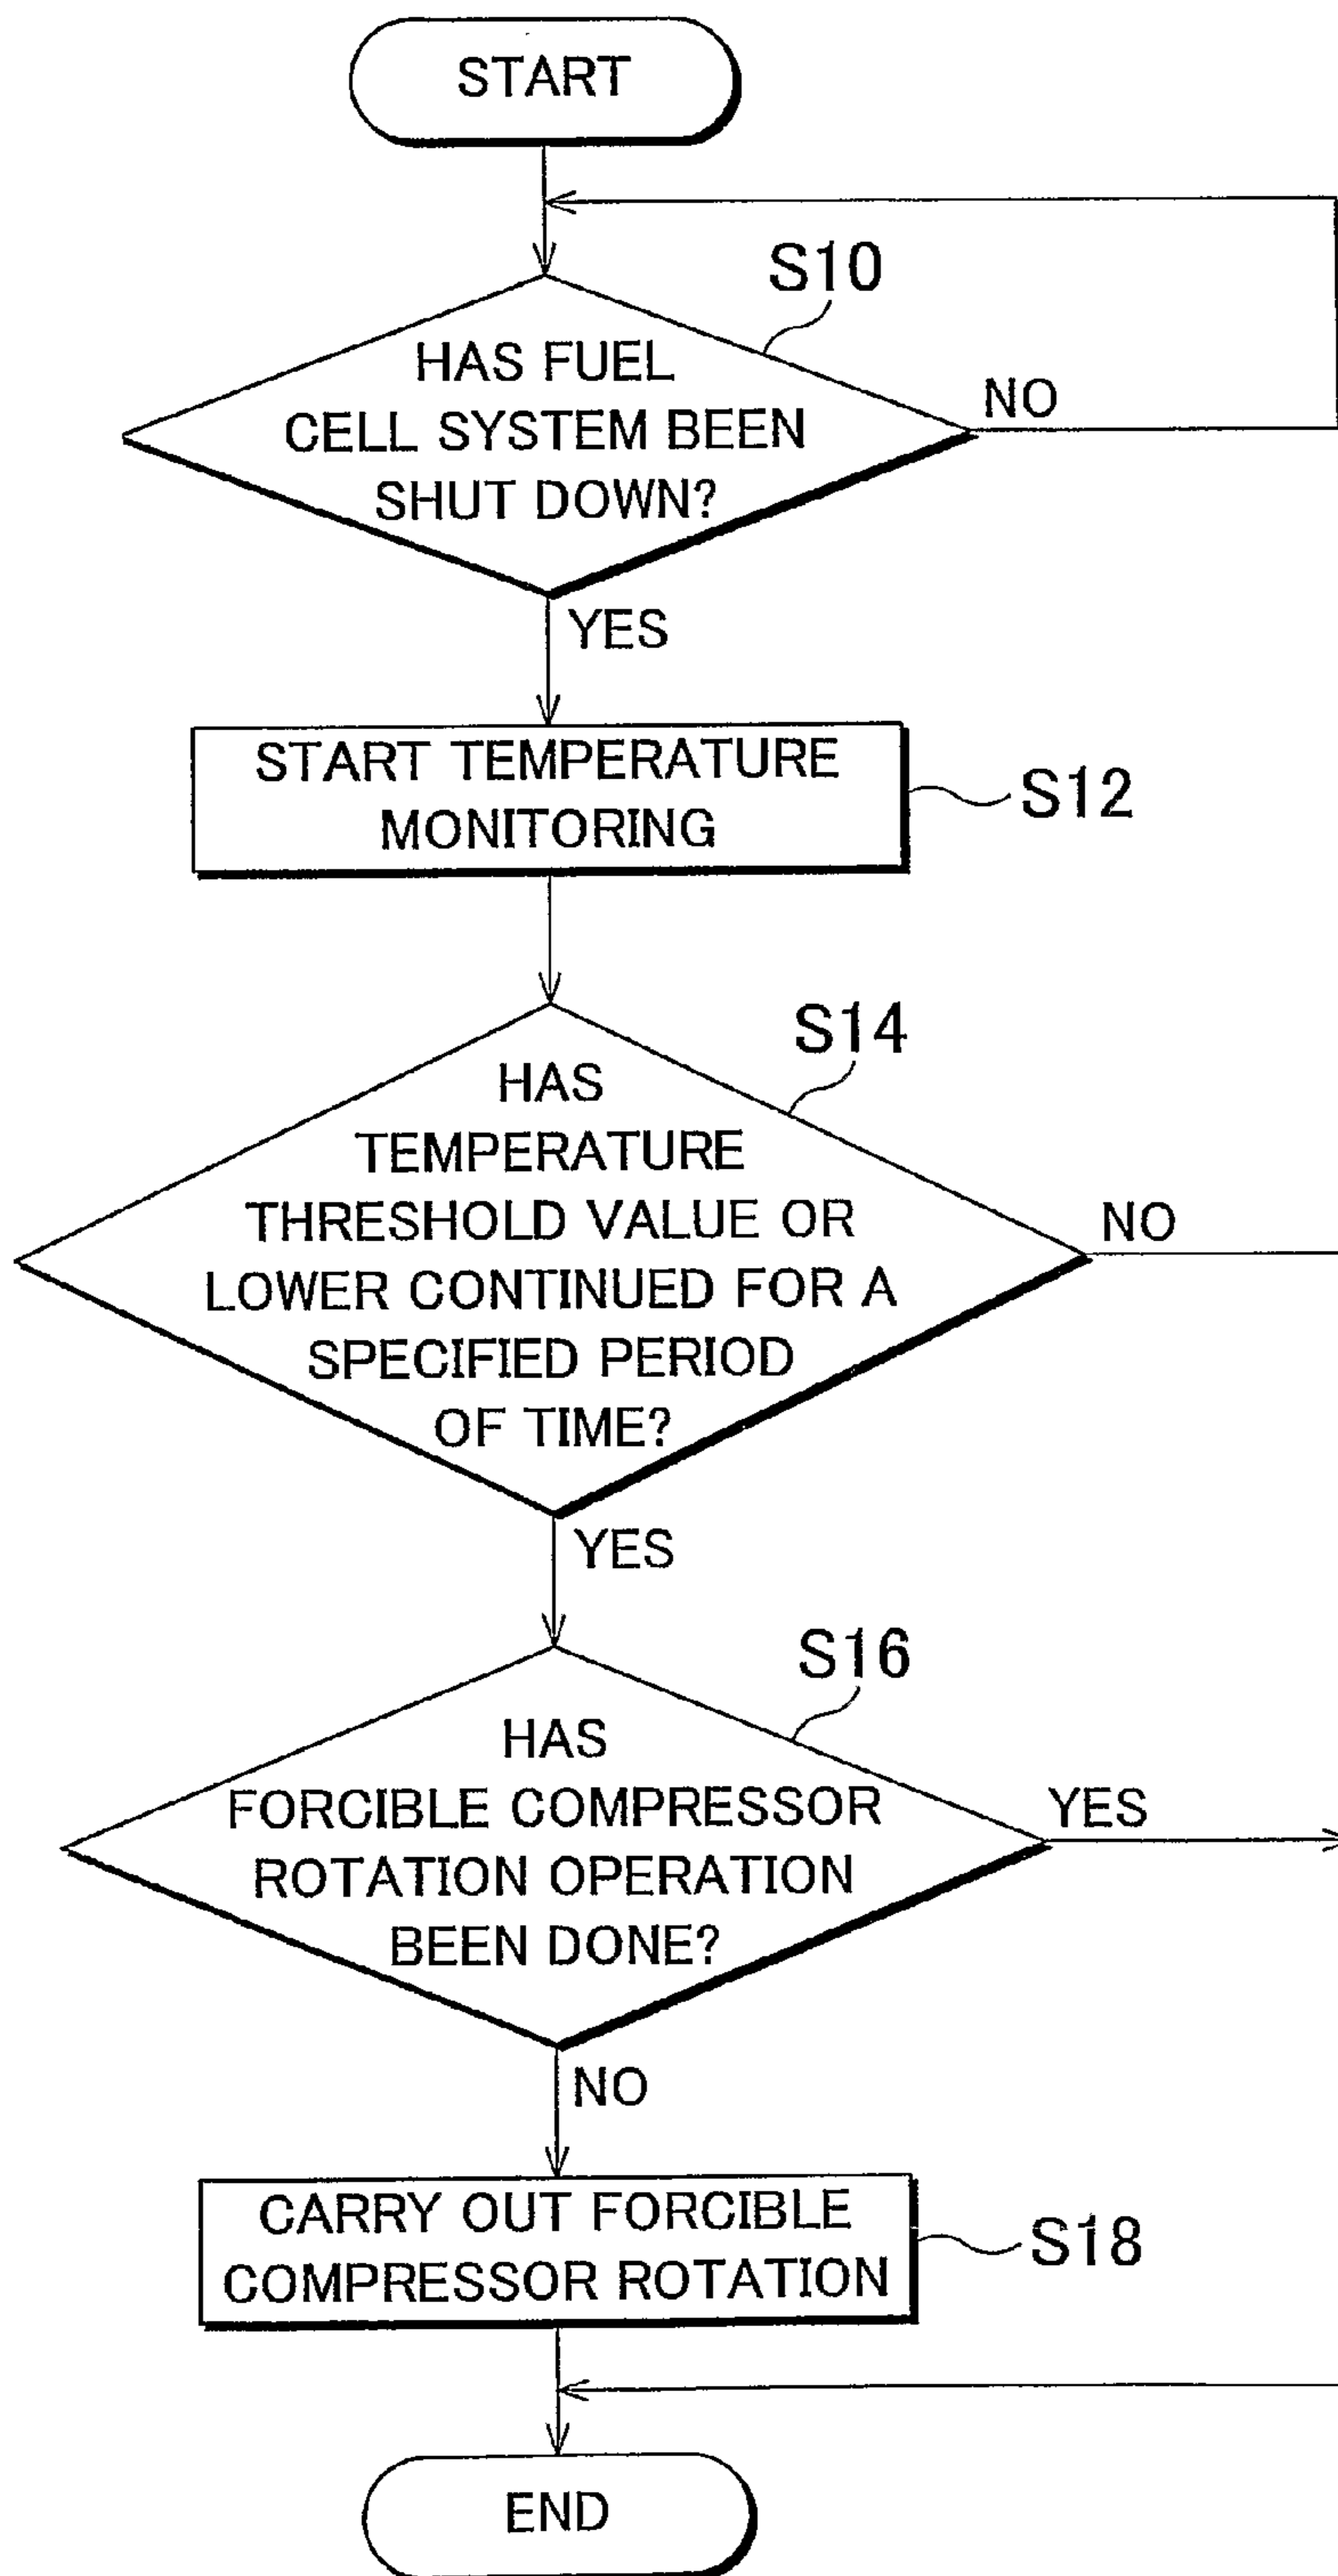 START
S10
HAS FUEL
CELL SYSTEM BEEN
SHUT DOWN?
NO
YES
START TEMPERATURE
MONITORING
S12
S14
HAS
TEMPERATURE
THRESHOLD VALUE OR
LOWER CONTINUED FOR A
SPECIFIED PERIOD
OF TIME?
NO
YES
S16
HAS
FORCIBLE COMPRESSOR
ROTATION OPERATION
BEEN DONE?
YES
NO
CARRY OUT FORCIBLE
COMPRESSOR ROTATION
S18
END